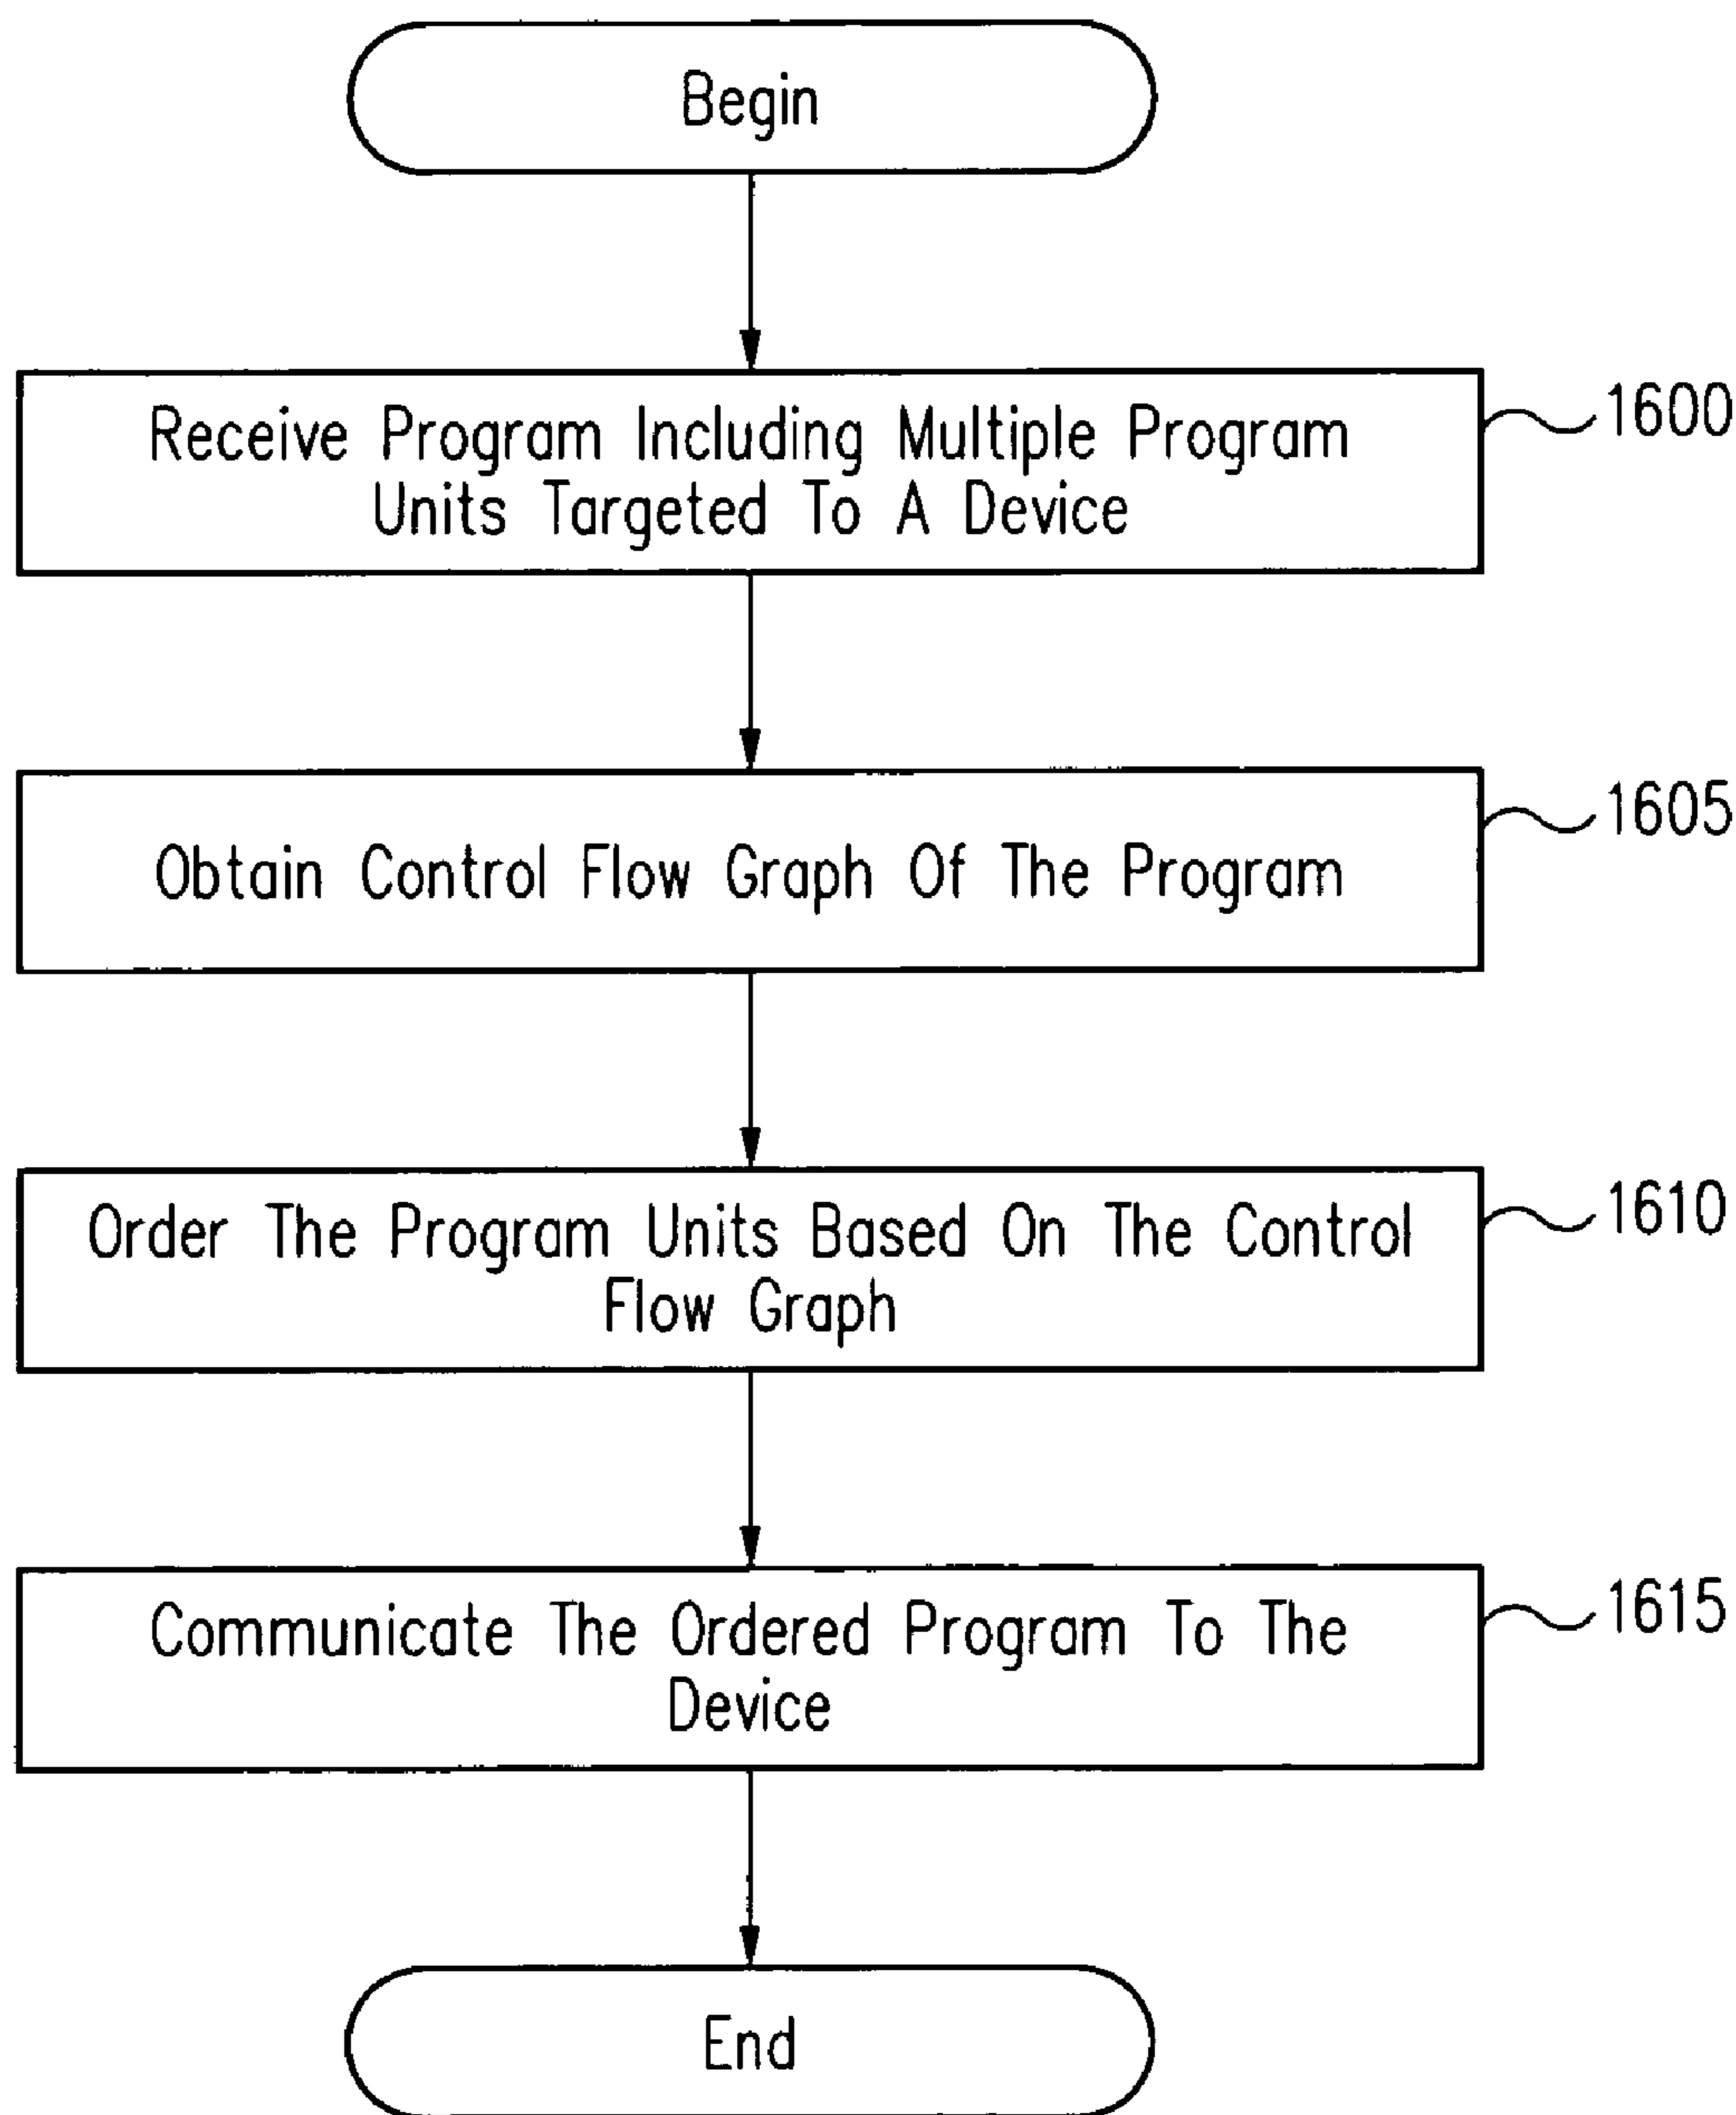 Begin
Receive Program Including Multiple Program
Units Targeted To A Device
1600
Obtain Control Flow Graph Of The Program
1605
Order The Program Units Based On The Control
Flow Graph
1610
Communicate The Ordered Program To The
Device
1615
End